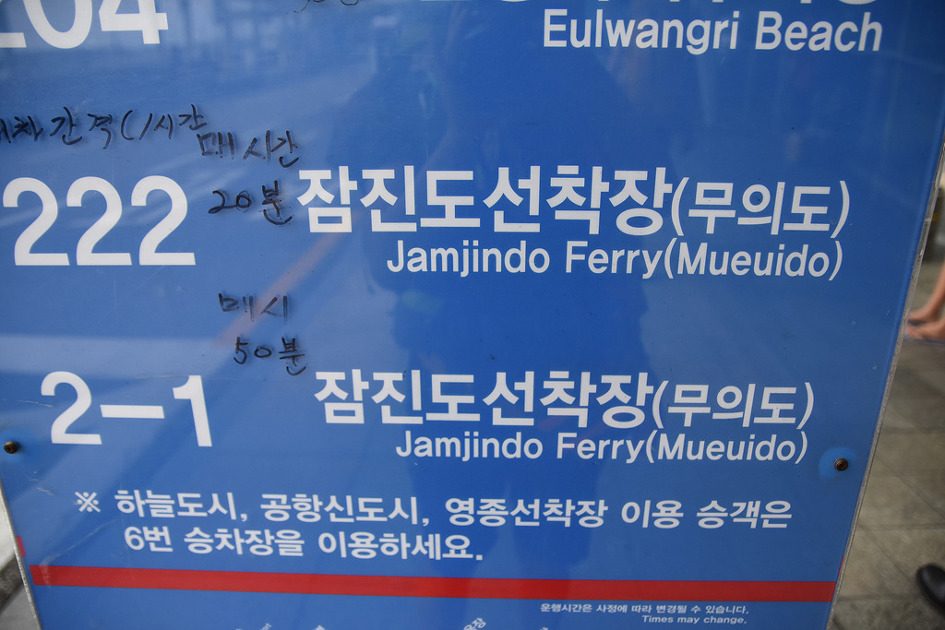 204
Eulwangri Beach
간격(1시간
매 시간
222 20분 잠진도선착장(무의도)
Jamjindo Ferry(Mueuido)
매시
50분
2-1 잠진도선착장(무의도)
Jamjindo Ferry(Mueuido)
※ 하늘도시, 공항신도시, 영종선착장 이용 승객은
6번 승차장을 이용하세요.
운행시간은 사정에 따라 변경될 수 있습니다.
Times may change.